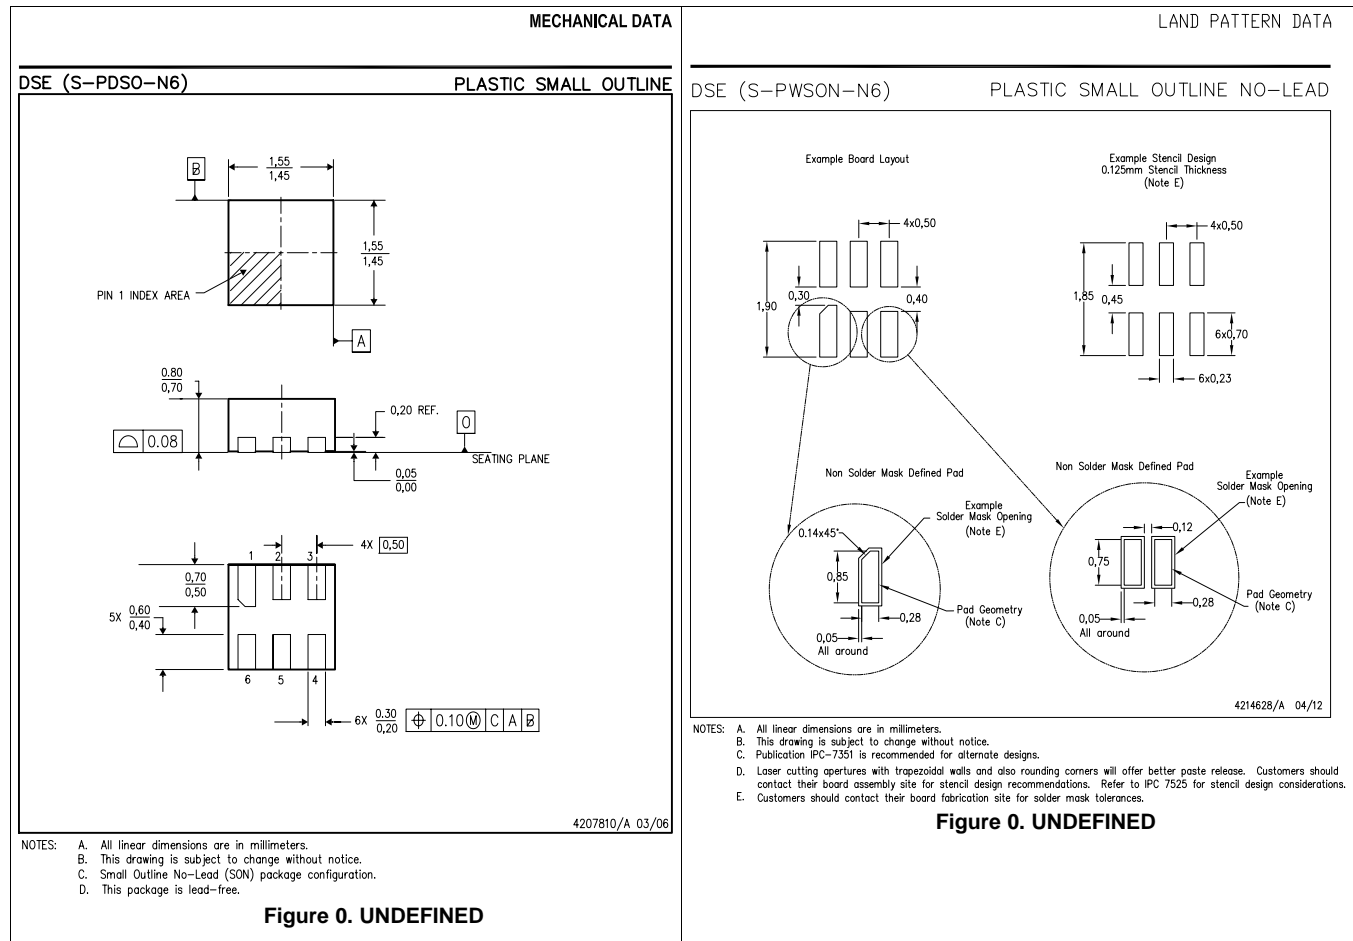 MECHANICAL DATA
DSE (S-PDSO-N6) PLASTIC SMALL OUTLINE
B
1,55
1,45
1,55
1,45
PIN 1 INDEX AREA
A
0.80
0,70
0,20 REF.
0
0.08
SEATING PLANE
0,05
0,00
4X 0,50
1 2 3
0,70
0,50
5X 0,60
0,40
6 5 4
6X 0.30
0,20
0.10 M C A B
4207810/A 03/06
NOTES: A. All linear dimensions are in millimeters.
B. This drawing is subject to change without notice.
C. Small Outline No-Lead (SON) package configuration.
D. This package is lead-free.
Figure 0. UNDEFINED
LAND PATTERN DATA
DSE (S-PWSON-N6) PLASTIC SMALL OUTLINE NO-LEAD
Example Board Layout
4x0,50
0,30
0,40
1,90
Example Stencil Design
0.125mm Stencil Thickness
(Note E)
4x0,50
1,85
0,45
6x0,70
6x0,23
Non Solder Mask Defined Pad
Example
Solder Mask Opening
(Note E)
0.14x45°
0,85
Pad Geometry
(Note C)
0,28
0,05
All around
Non Solder Mask Defined Pad
Example
Solder Mask Opening
(Note E)
0,12
0,75
Pad Geometry
(Note C)
0,28
0,05
All around
4214628/A 04/12
NOTES: A. All linear dimensions are in millimeters.
B. This drawing is subject to change without notice.
C. Publication IPC-7351 is recommended for alternate designs.
D. Laser cutting apertures with trapezoidal walls and also rounding corners will offer better paste release. Customers should
contact their board assembly site for stencil design recommendations. Refer to IPC 7525 for stencil design considerations.
E. Customers should contact their board fabrication site for solder mask tolerances.
Figure 0. UNDEFINED